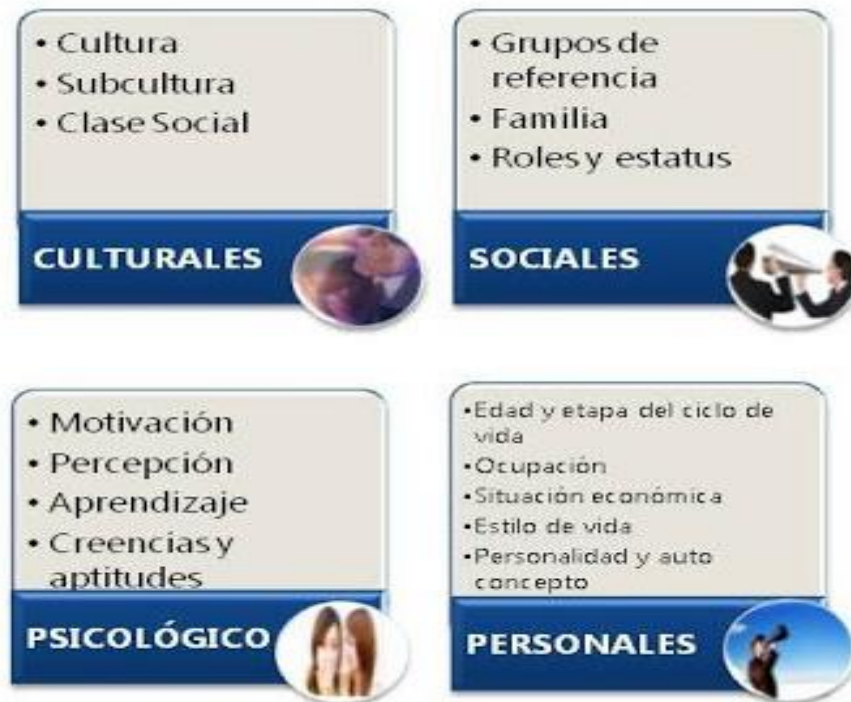 • Cultura
• Subcultura
• Clase Social
CULTURALES
• Grupos de
referencia
• Familia
• Roles y estatus
SOCIALES
• Motivación
• Percepción
• Aprendizaje
• Creencias y
aptitudes
PSICOLÓGICO
• Edad y etapa del ciclo de
vida
• Ocupación
• Situación económica
• Estilo de vida
• Personalidad y auto
concepto
PERSONALES